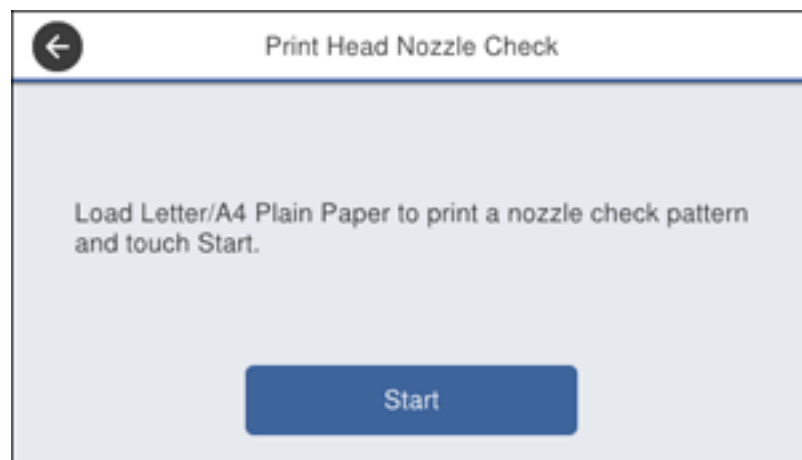 Print Head Nozzle Check
Load Letter/A4 Plain Paper to print a nozzle check pattern
and touch Start.
Start